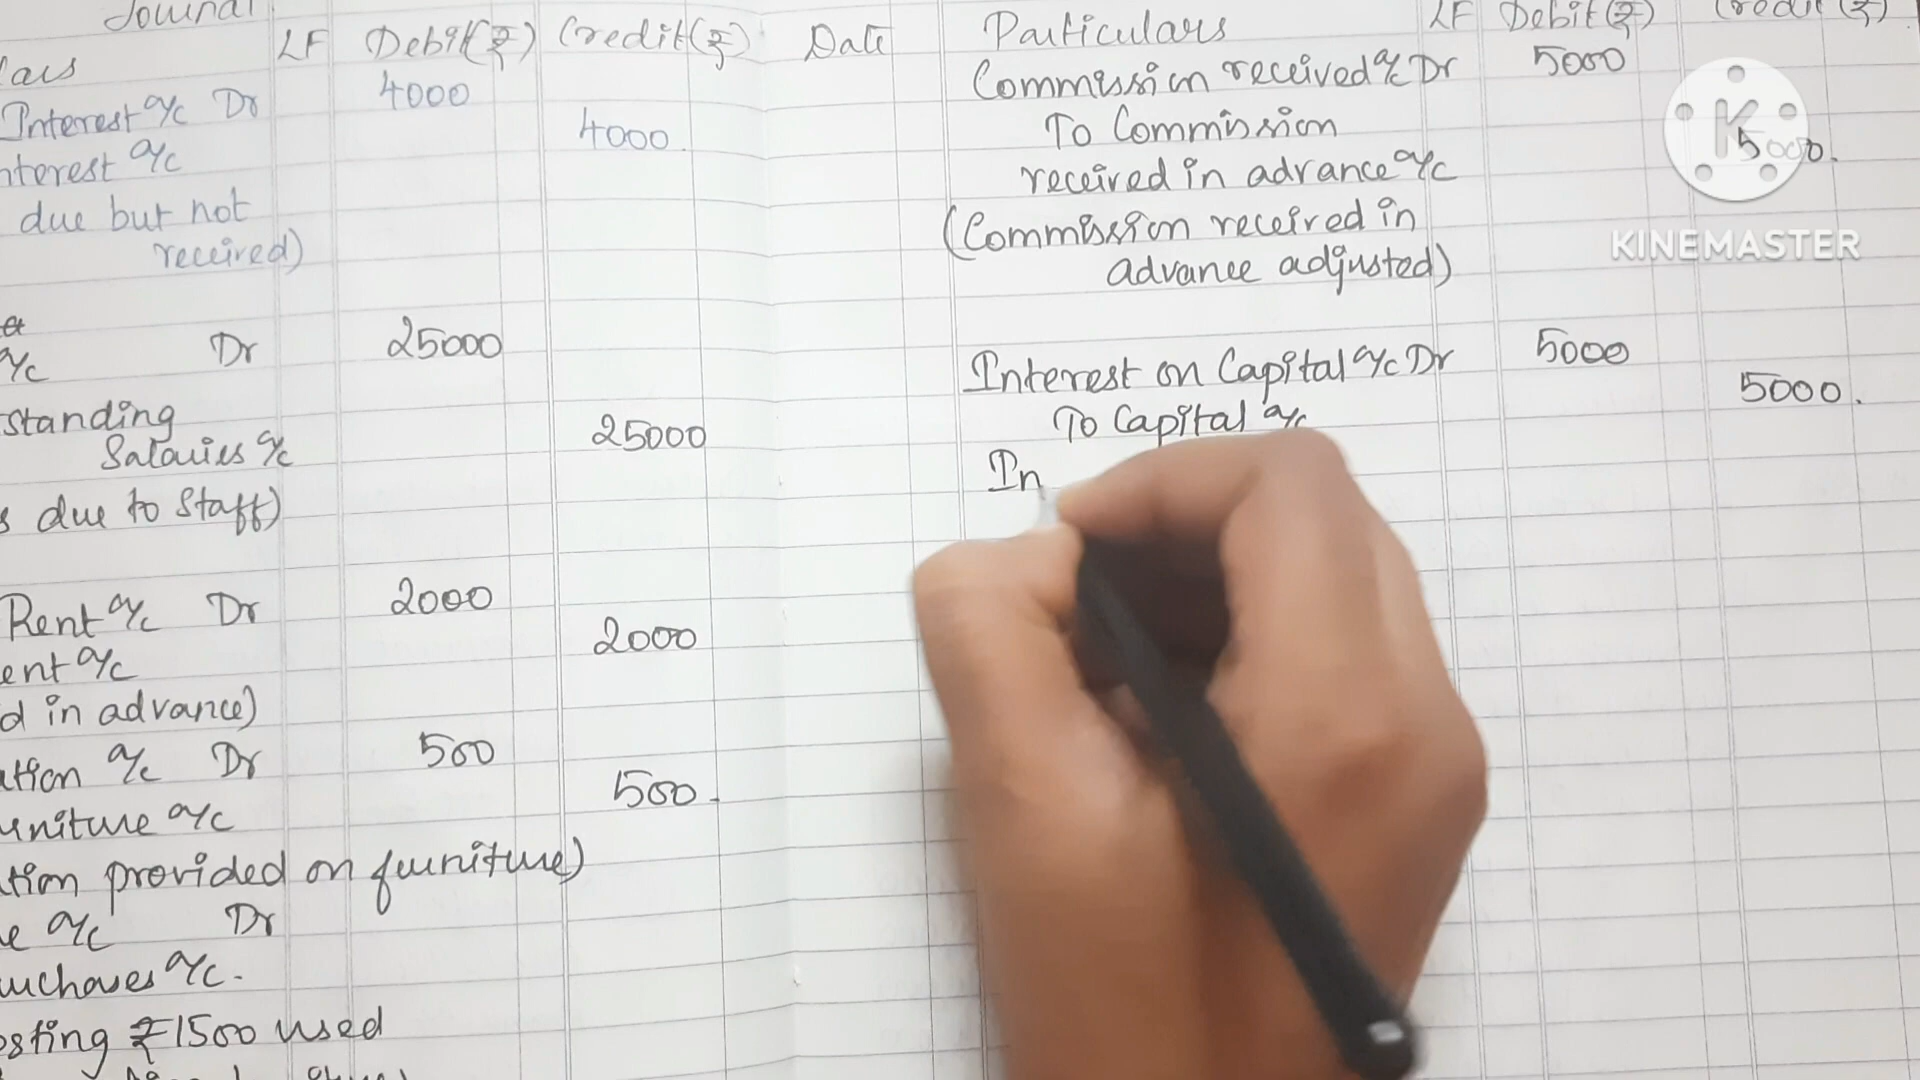 Journal
LF Debit(₹) Credit(₹)
lars
Interest a/c Dr 4000
4000.
nterest a/c
due but not
received)
a/c Dr 25000
standing
Salaries a/c 25000
s due to Staff)
Rent a/c Dr 2000
2000
ent a/c
d in advance)
ation a/c Dr 500
500.
urniture a/c
tion provided on furniture)
e a/c Dr
urchases a/c.
osting ₹1500 used
Date Particulars LF Debit(₹) Credit(₹)
Commission received a/c Dr 5000
To Commission
received in advance a/c 5000.
(Commission received in
advance adjusted)
Interest on Capital a/c Dr 5000
To Capital a/c 5000.
In
K
KINEMASTER